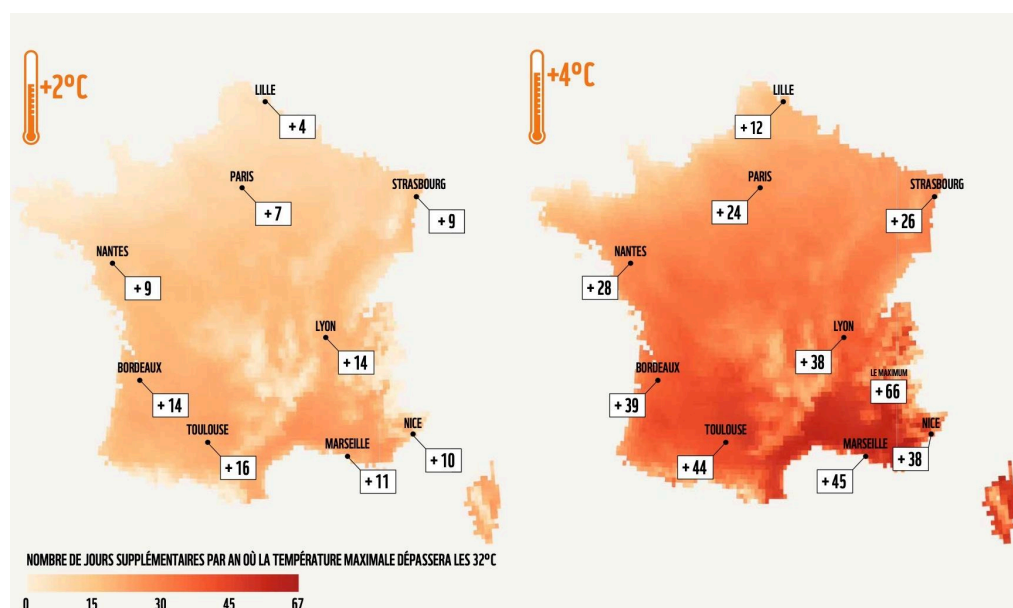 +2°C
LILLE
+ 4
PARIS
+ 7
STRASBOURG
+ 9
NANTES
+ 9
LYON
+ 14
BORDEAUX
+ 14
TOULOUSE
+ 16
MARSEILLE
+ 11
NICE
+ 10
+4°C
LILLE
+ 12
PARIS
+ 24
STRASBOURG
+ 26
NANTES
+ 28
LYON
+ 38
LE MAXIMUM
+ 66
BORDEAUX
+ 39
TOULOUSE
+ 44
MARSEILLE
+ 45
NICE
+ 38
NOMBRE DE JOURS SUPPLÉMENTAIRES PAR AN OÙ LA TEMPÉRATURE MAXIMALE DÉPASSERA LES 32°C
0 15 30 45 67